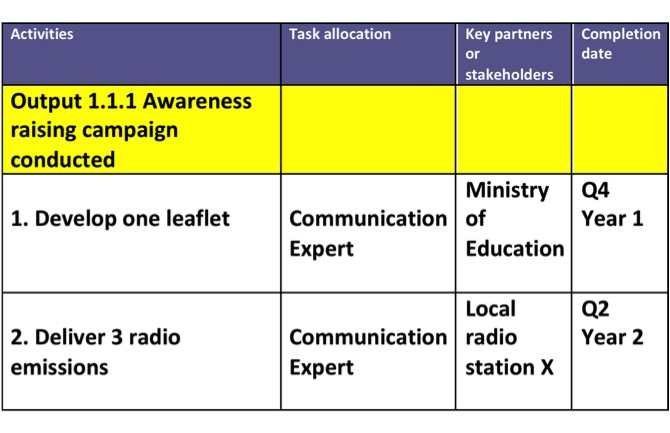 Activities
Task allocation
Key partners
or
stakeholders
Completion
date
Output 1.1.1 Awareness
raising campaign
conducted
1. Develop one leaflet
Communication
Expert
Ministry
of
Education
Q4
Year 1
2. Deliver 3 radio
emissions
Communication
Expert
Local
radio
station X
Q2
Year 2